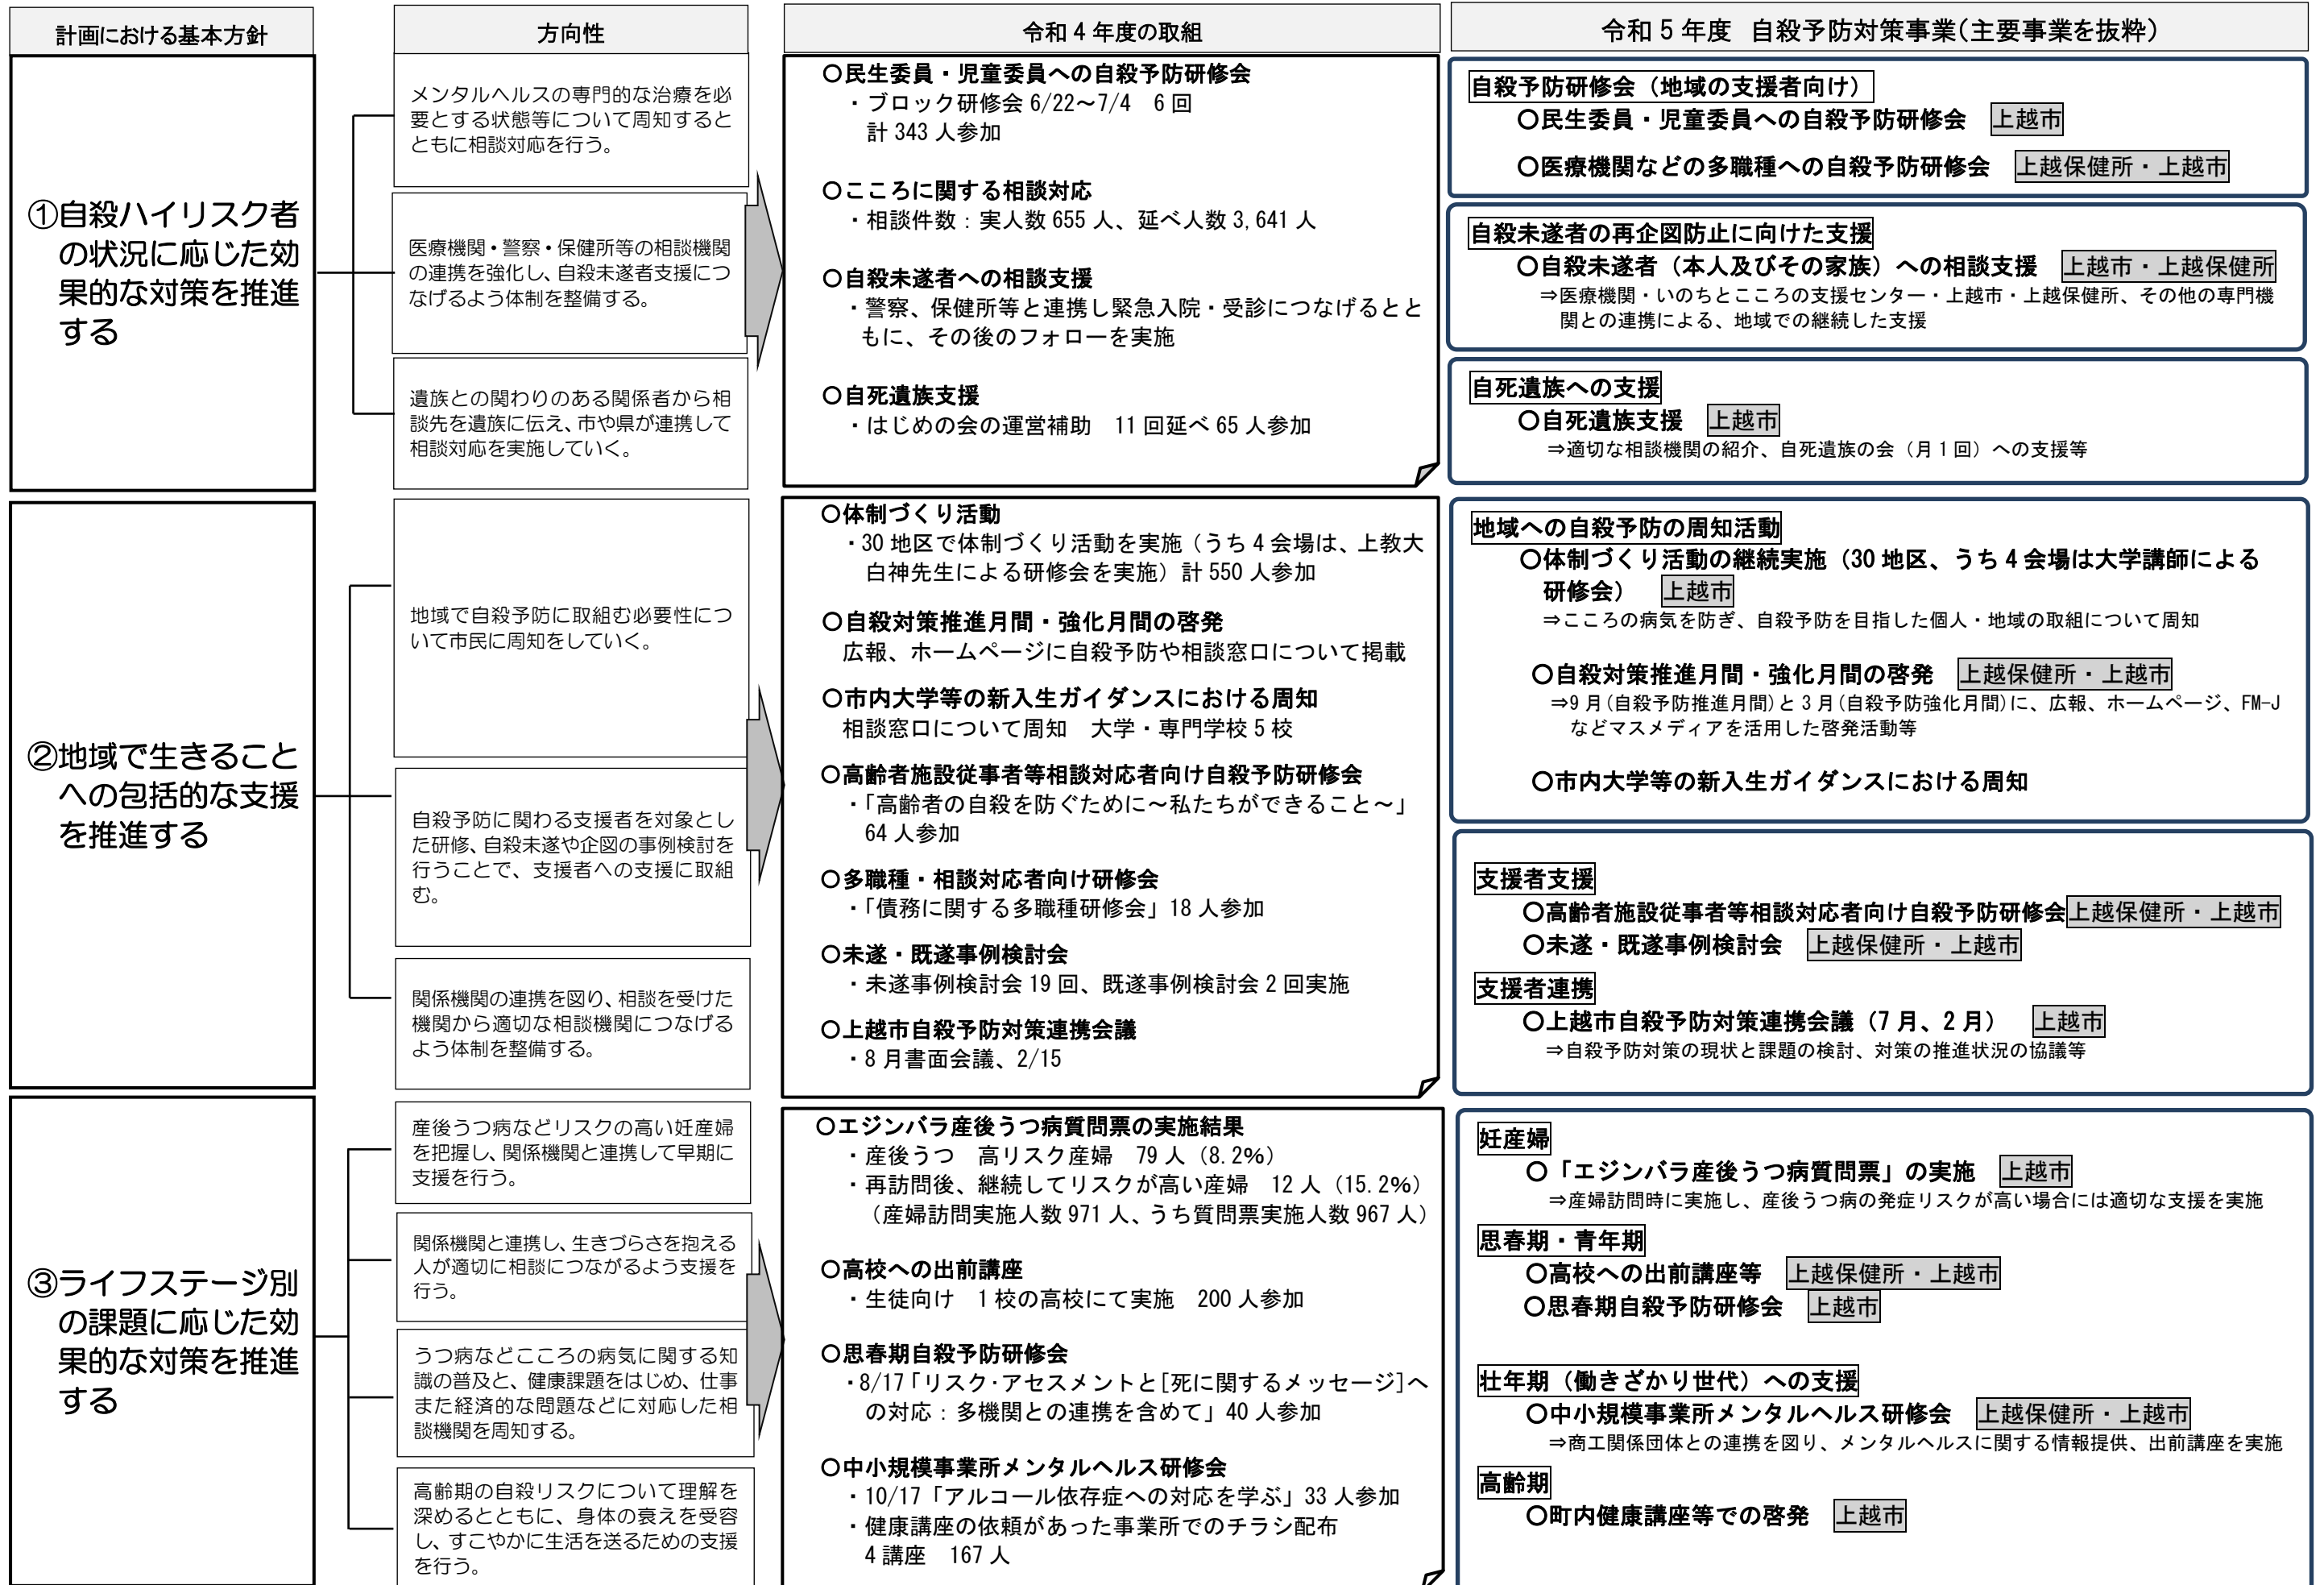 計画における基本方針
方向性
令和4年度の取組
令和5年度 自殺予防対策事業(主要事業を抜粋)
①自殺ハイリスク者
の状況に応じた効
果的な対策を推進
する
メンタルヘルスの専門的な治療を必
要とする状態等について周知すると
ともに相談対応を行う。
医療機関・警察・保健所等の相談機関
の連携を強化し、自殺未遂者支援につ
なげるよう体制を整備する。
遺族との関わりのある関係者から相
談先を遺族に伝え、市や県が連携して
相談対応を実施していく。
○民生委員・児童委員への自殺予防研修会
・ブロック研修会 6/22～7/4 6回
計343人参加
○こころに関する相談対応
・相談件数：実人数655人、延べ人数3,641人
○自殺未遂者への相談支援
・警察、保健所等と連携し緊急入院・受診につなげるとと
もに、その後のフォローを実施
○自死遺族支援
・はじめの会の運営補助 11回延べ65人参加
自殺予防研修会（地域の支援者向け）
○民生委員・児童委員への自殺予防研修会 上越市
○医療機関などの多職種への自殺予防研修会 上越保健所・上越市
自殺未遂者の再企図防止に向けた支援
○自殺未遂者（本人及びその家族）への相談支援 上越市・上越保健所
⇒医療機関・いのちとこころの支援センター・上越市・上越保健所、その他の専門機
関との連携による、地域での継続した支援
自死遺族への支援
○自死遺族支援 上越市
⇒適切な相談機関の紹介、自死遺族の会（月1回）への支援等
②地域で生きること
への包括的な支援
を推進する
地域で自殺予防に取組む必要性につ
いて市民に周知をしていく。
自殺予防に関わる支援者を対象とし
た研修、自殺未遂や企図の事例検討を
行うことで、支援者への支援に取組
む。
関係機関の連携を図り、相談を受けた
機関から適切な相談機関につなげる
よう体制を整備する。
○体制づくり活動
・30地区で体制づくり活動を実施（うち4会場は、上教大
白神先生による研修会を実施）計550人参加
○自殺対策推進月間・強化月間の啓発
広報、ホームページに自殺予防や相談窓口について掲載
○市内大学等の新入生ガイダンスにおける周知
相談窓口について周知 大学・専門学校5校
○高齢者施設従事者等相談対応者向け自殺予防研修会
・「高齢者の自殺を防ぐために～私たちができること～」
64人参加
○多職種・相談対応者向け研修会
・「債務に関する多職種研修会」18人参加
○未遂・既遂事例検討会
・未遂事例検討会19回、既遂事例検討会2回実施
○上越市自殺予防対策連携会議
・8月書面会議、2/15
地域への自殺予防の周知活動
○体制づくり活動の継続実施（30地区、うち4会場は大学講師による
研修会） 上越市
⇒こころの病気を防ぎ、自殺予防を目指した個人・地域の取組について周知
○自殺対策推進月間・強化月間の啓発 上越保健所・上越市
⇒9月(自殺予防推進月間)と3月(自殺予防強化月間)に、広報、ホームページ、FM-J
などマスメディアを活用した啓発活動等
○市内大学等の新入生ガイダンスにおける周知
支援者支援
○高齢者施設従事者等相談対応者向け自殺予防研修会 上越保健所・上越市
○未遂・既遂事例検討会 上越保健所・上越市
支援者連携
○上越市自殺予防対策連携会議（7月、2月） 上越市
⇒自殺予防対策の現状と課題の検討、対策の推進状況の協議等
③ライフステージ別
の課題に応じた効
果的な対策を推進
する
産後うつ病などリスクの高い妊産婦
を把握し、関係機関と連携して早期に
支援を行う。
関係機関と連携し、生きづらさを抱える
人が適切に相談につながるよう支援を
行う。
うつ病などこころの病気に関する知
識の普及と、健康課題をはじめ、仕事
また経済的な問題などに対応した相
談機関を周知する。
高齢期の自殺リスクについて理解を
深めるとともに、身体の衰えを受容
し、すこやかに生活を送るための支援
を行う。
○エジンバラ産後うつ病質問票の実施結果
・産後うつ 高リスク産婦 79人（8.2%）
・再訪問後、継続してリスクが高い産婦 12人（15.2%）
（産婦訪問実施人数971人、うち質問票実施人数967人）
○高校への出前講座
・生徒向け 1校の高校にて実施 200人参加
○思春期自殺予防研修会
・8/17「リスク・アセスメントと[死に関するメッセージ]へ
の対応：多機関との連携を含めて」40人参加
○中小規模事業所メンタルヘルス研修会
・10/17「アルコール依存症への対応を学ぶ」33人参加
・健康講座の依頼があった事業所でのチラシ配布
4講座 167人
妊産婦
○「エジンバラ産後うつ病質問票」の実施 上越市
⇒産婦訪問時に実施し、産後うつ病の発症リスクが高い場合には適切な支援を実施
思春期・青年期
○高校への出前講座等 上越保健所・上越市
○思春期自殺予防研修会 上越市
壮年期（働きざかり世代）への支援
○中小規模事業所メンタルヘルス研修会 上越保健所・上越市
⇒商工関係団体との連携を図り、メンタルヘルスに関する情報提供、出前講座を実施
高齢期
○町内健康講座等での啓発 上越市